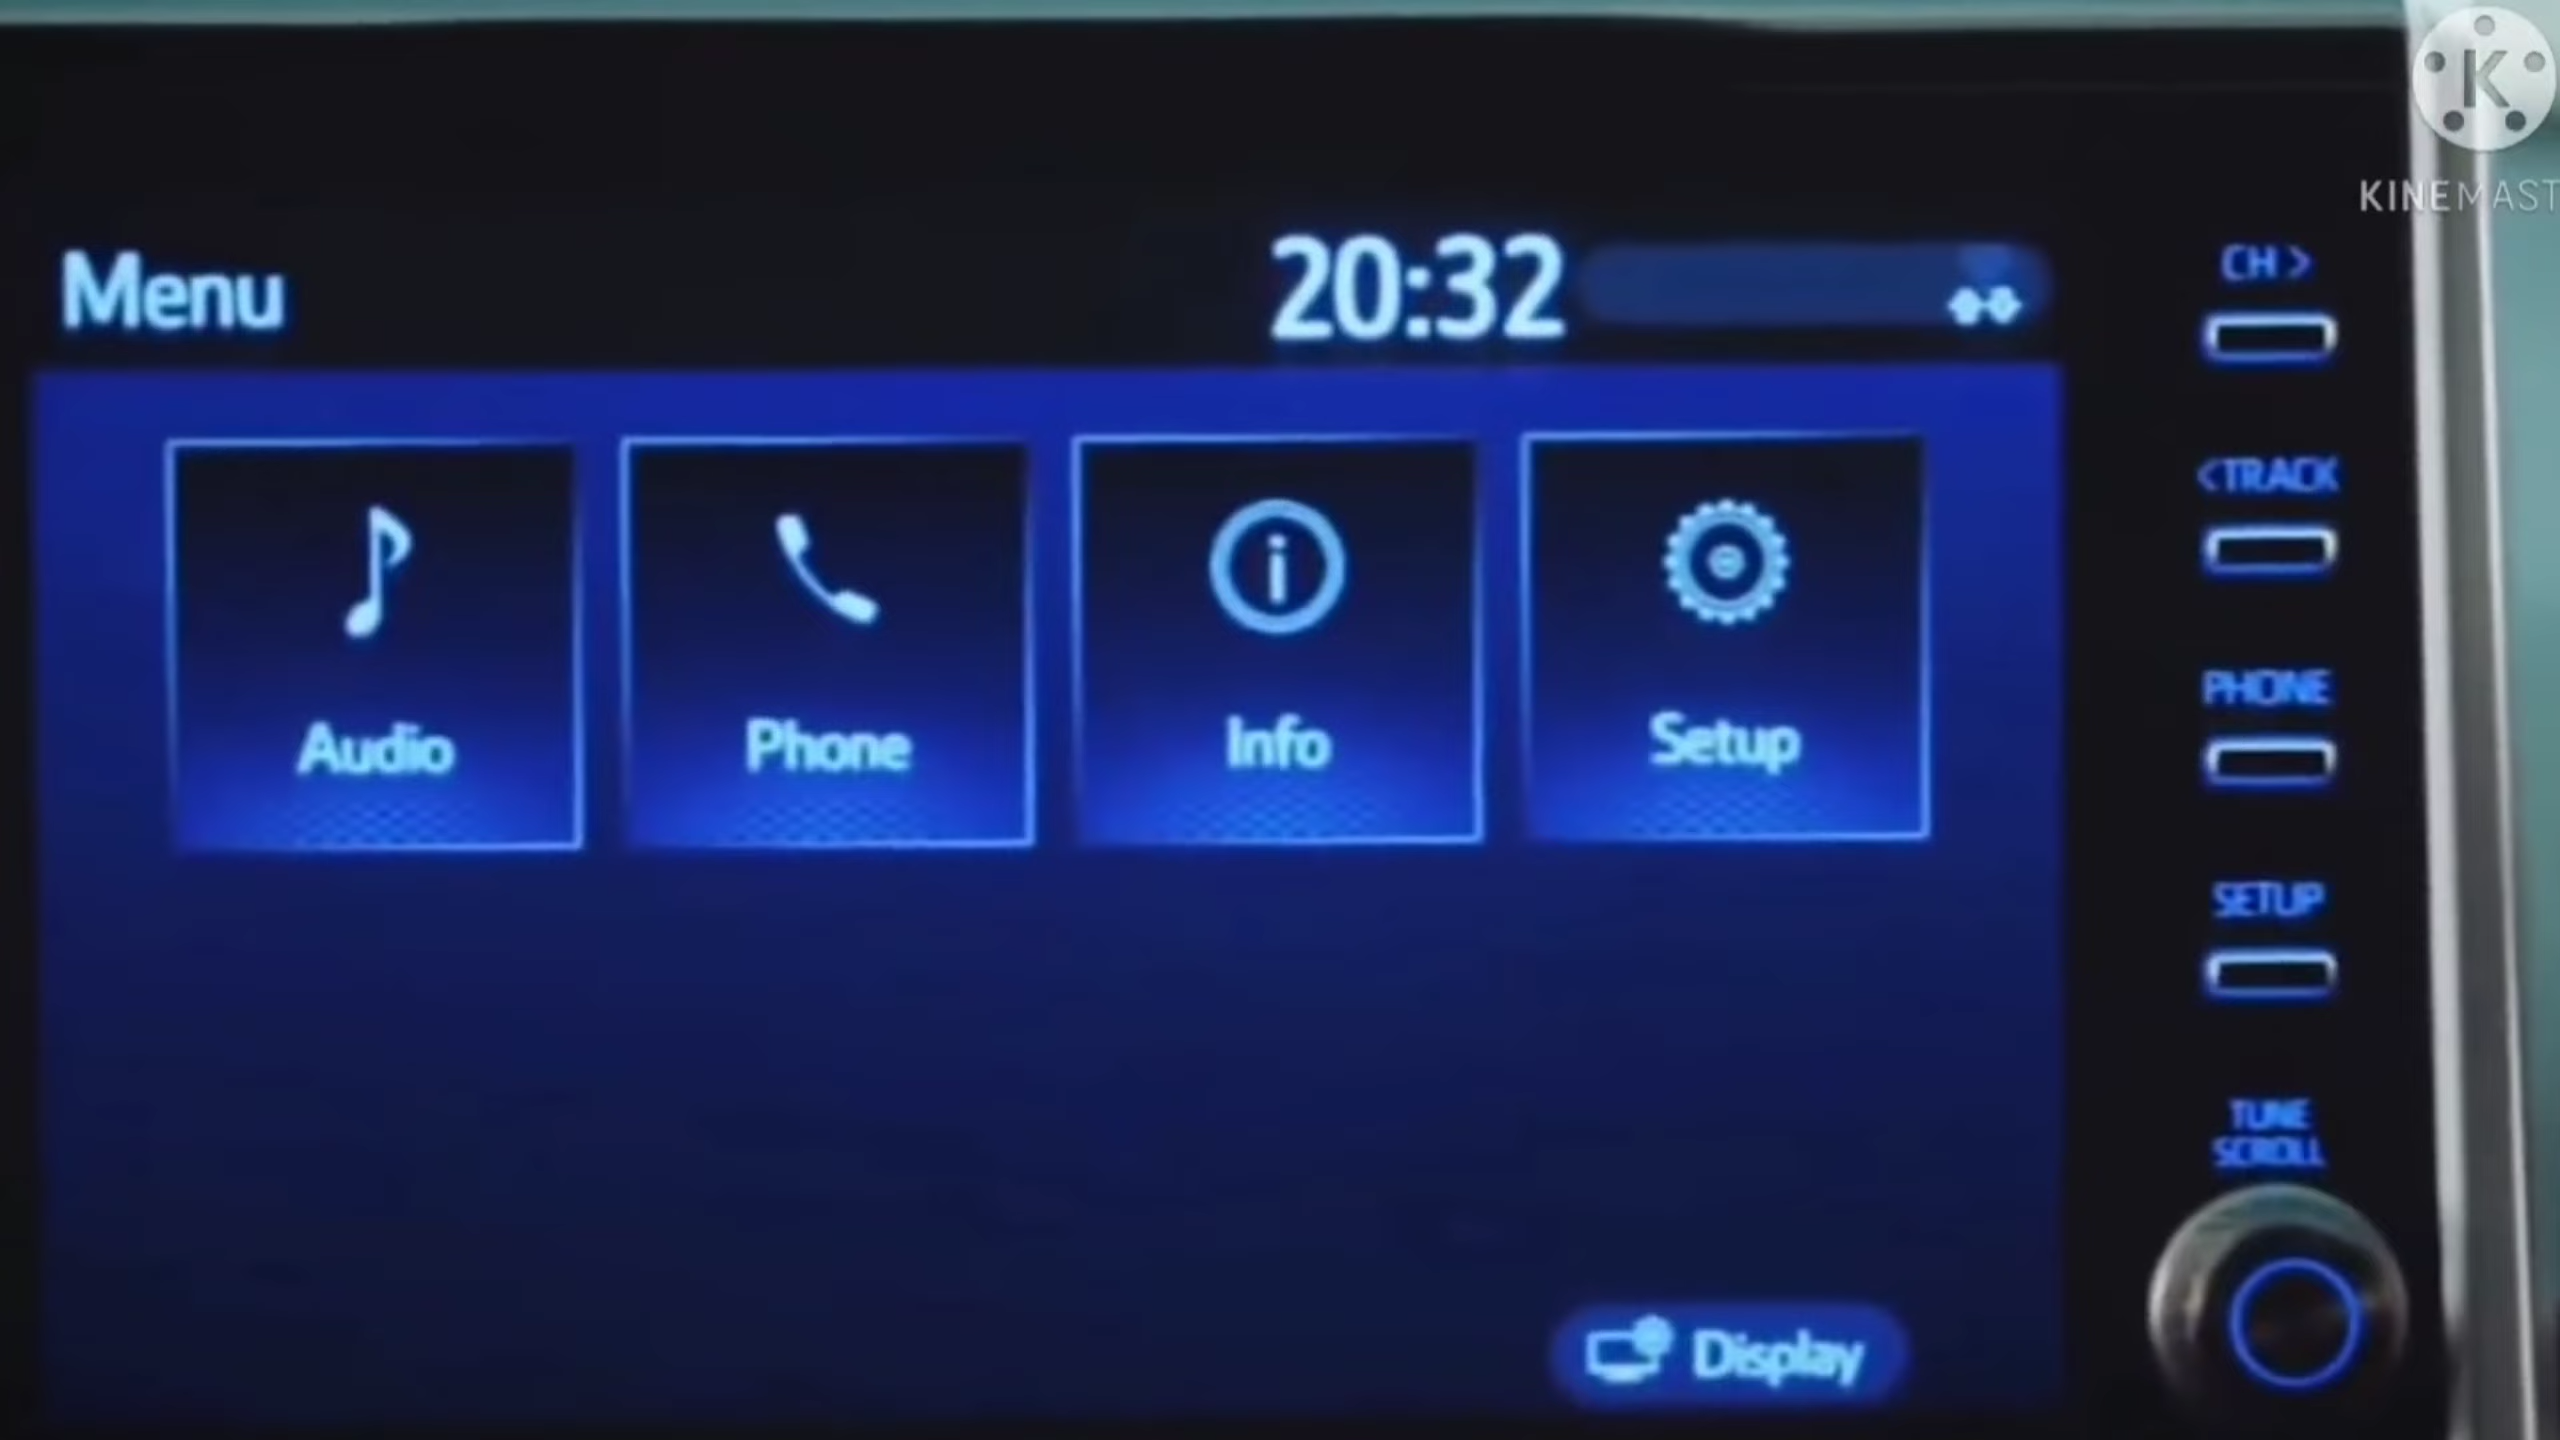 K
KINEMAST
Menu
20:32
CH >
<TRACK
Audio
Phone
Info
Setup
PHONE
SETUP
TUNE
SCROLL
Display